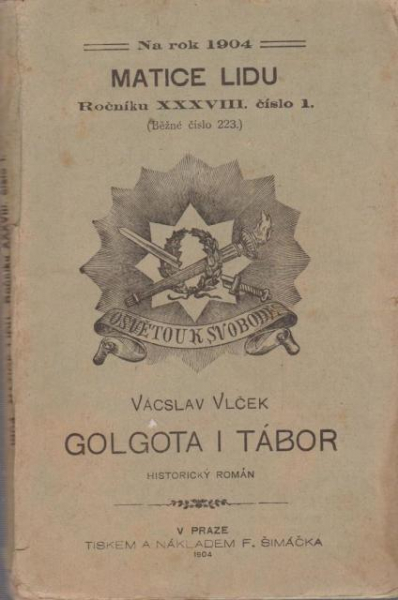 Na rok 1904
MATICE LIDU
Ročníku XXXVIII. číslo 1.
(Běžné číslo 223.)
OSVĚTOU K SVOBODĚ
VÁCSLAV VLČEK
GOLGOTA I TÁBOR
HISTORICKÝ ROMÁN
V PRAZE
TISKEM A NÁKLADEM F. ŠIMÁČKA
1904